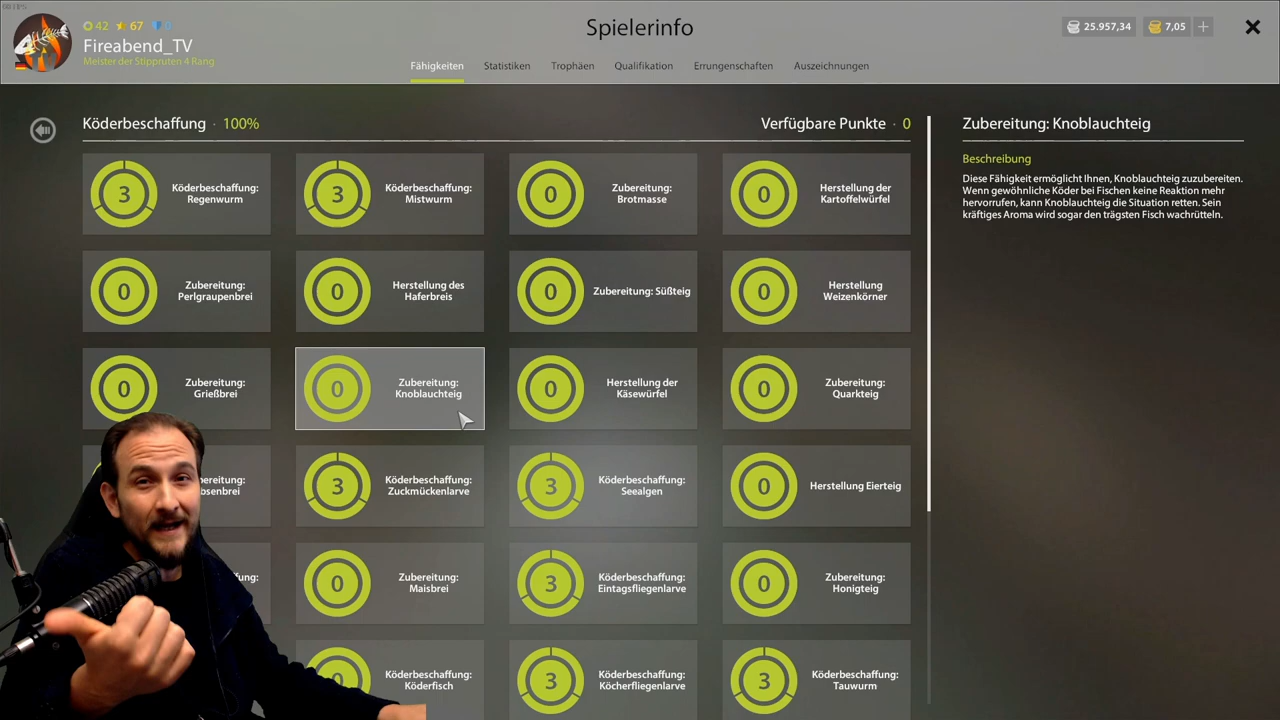 42 67 0
Fireabend_TV
Meister der Stippruten 4 Rang
Spielerinfo
25.957,34
7,05
Fähigkeiten
Statistiken
Trophäen
Qualifikation
Errungenschaften
Auszeichnungen
Köderbeschaffung · 100%
Verfügbare Punkte · 0
3
Köderbeschaffung:
Regenwurm
3
Köderbeschaffung:
Mistwurm
0
Zubereitung:
Brotmasse
0
Herstellung der
Kartoffelwürfel
0
Zubereitung:
Perlgraupenbrei
0
Herstellung des
Haferbreis
0
Zubereitung: Süßteig
0
Herstellung
Weizenkörner
0
Zubereitung:
Grießbrei
0
Zubereitung:
Knoblauchteig
0
Herstellung der
Käsewürfel
0
Zubereitung:
Quarkteig
3
Köderbeschaffung:
Zuckmückenlarve
3
Köderbeschaffung:
Seealgen
0
Herstellung Eierteig
0
Zubereitung:
Maisbrei
3
Köderbeschaffung:
Eintagsfliegenlarve
0
Zubereitung:
Honigteig
0
Köderbeschaffung:
Köderfisch
3
Köderbeschaffung:
Köcherfliegenlarve
3
Köderbeschaffung:
Tauwurm
Zubereitung: Knoblauchteig
Beschreibung
Diese Fähigkeit ermöglicht Ihnen, Knoblauchteig zuzubereiten.
Wenn gewöhnliche Köder bei Fischen keine Reaktion mehr
hervorrufen, kann Knoblauchteig die Situation retten. Sein
kräftiges Aroma wird sogar den trägsten Fisch wachrütteln.